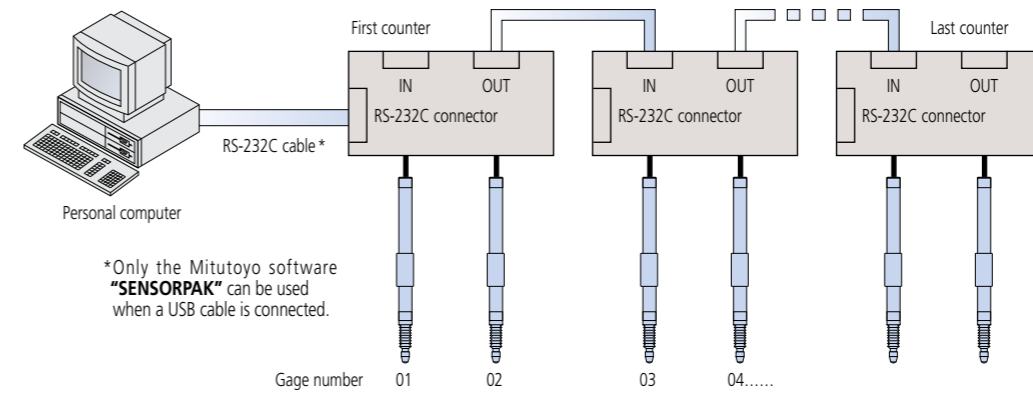 First counter
Last counter
IN
OUT
IN
OUT
IN
OUT
RS-232C connector
RS-232C connector
RS-232C connector
RS-232C cable*
Personal computer
*Only the Mitutoyo software
“SENSORPAK” can be used
when a USB cable is connected.
Gage number
01
02
03
04......